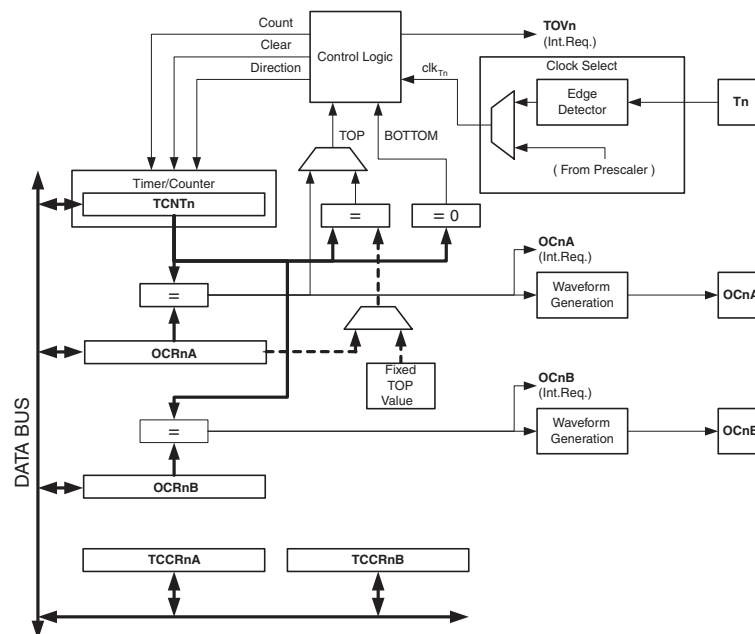 Count
Clear
Direction
Control Logic
TOVn
(Int.Req.)
clkTn
Clock Select
Edge
Detector
Tn
( From Prescaler )
TOP
BOTTOM
Timer/Counter
TCNTn
=
= 0
OCnA
(Int.Req.)
=
Waveform
Generation
OCnA
OCRnA
Fixed
TOP
Value
OCnB
(Int.Req.)
=
Waveform
Generation
OCnB
OCRnB
DATA BUS
TCCRnA
TCCRnB